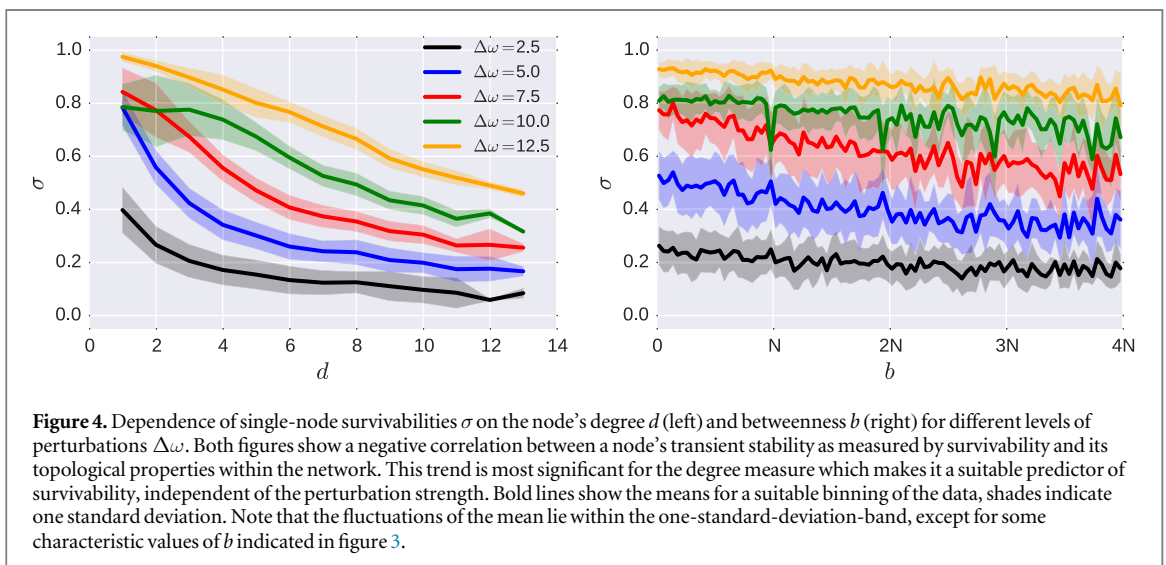 1.0
0.8
0.6
0.4
0.2
0.0
σ
0 2 4 6 8 10 12 14
d
Δω=2.5
Δω=5.0
Δω=7.5
Δω=10.0
Δω=12.5
1.0
0.8
0.6
0.4
0.2
0.0
σ
0 N 2N 3N 4N
b
Figure 4. Dependence of single-node survivabilities σ on the node's degree d (left) and betweenness b (right) for different levels of
perturbations Δω. Both figures show a negative correlation between a node's transient stability as measured by survivability and its
topological properties within the network. This trend is most significant for the degree measure which makes it a suitable predictor of
survivability, independent of the perturbation strength. Bold lines show the means for a suitable binning of the data, shades indicate
one standard deviation. Note that the fluctuations of the mean lie within the one-standard-deviation-band, except for some
characteristic values of b indicated in figure 3.